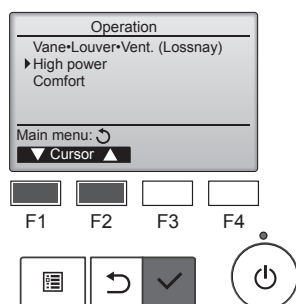 Operation
Vane•Louver•Vent. (Lossnay)
High power
Comfort
Main menu:
Cursor
F1 F2 F3 F4